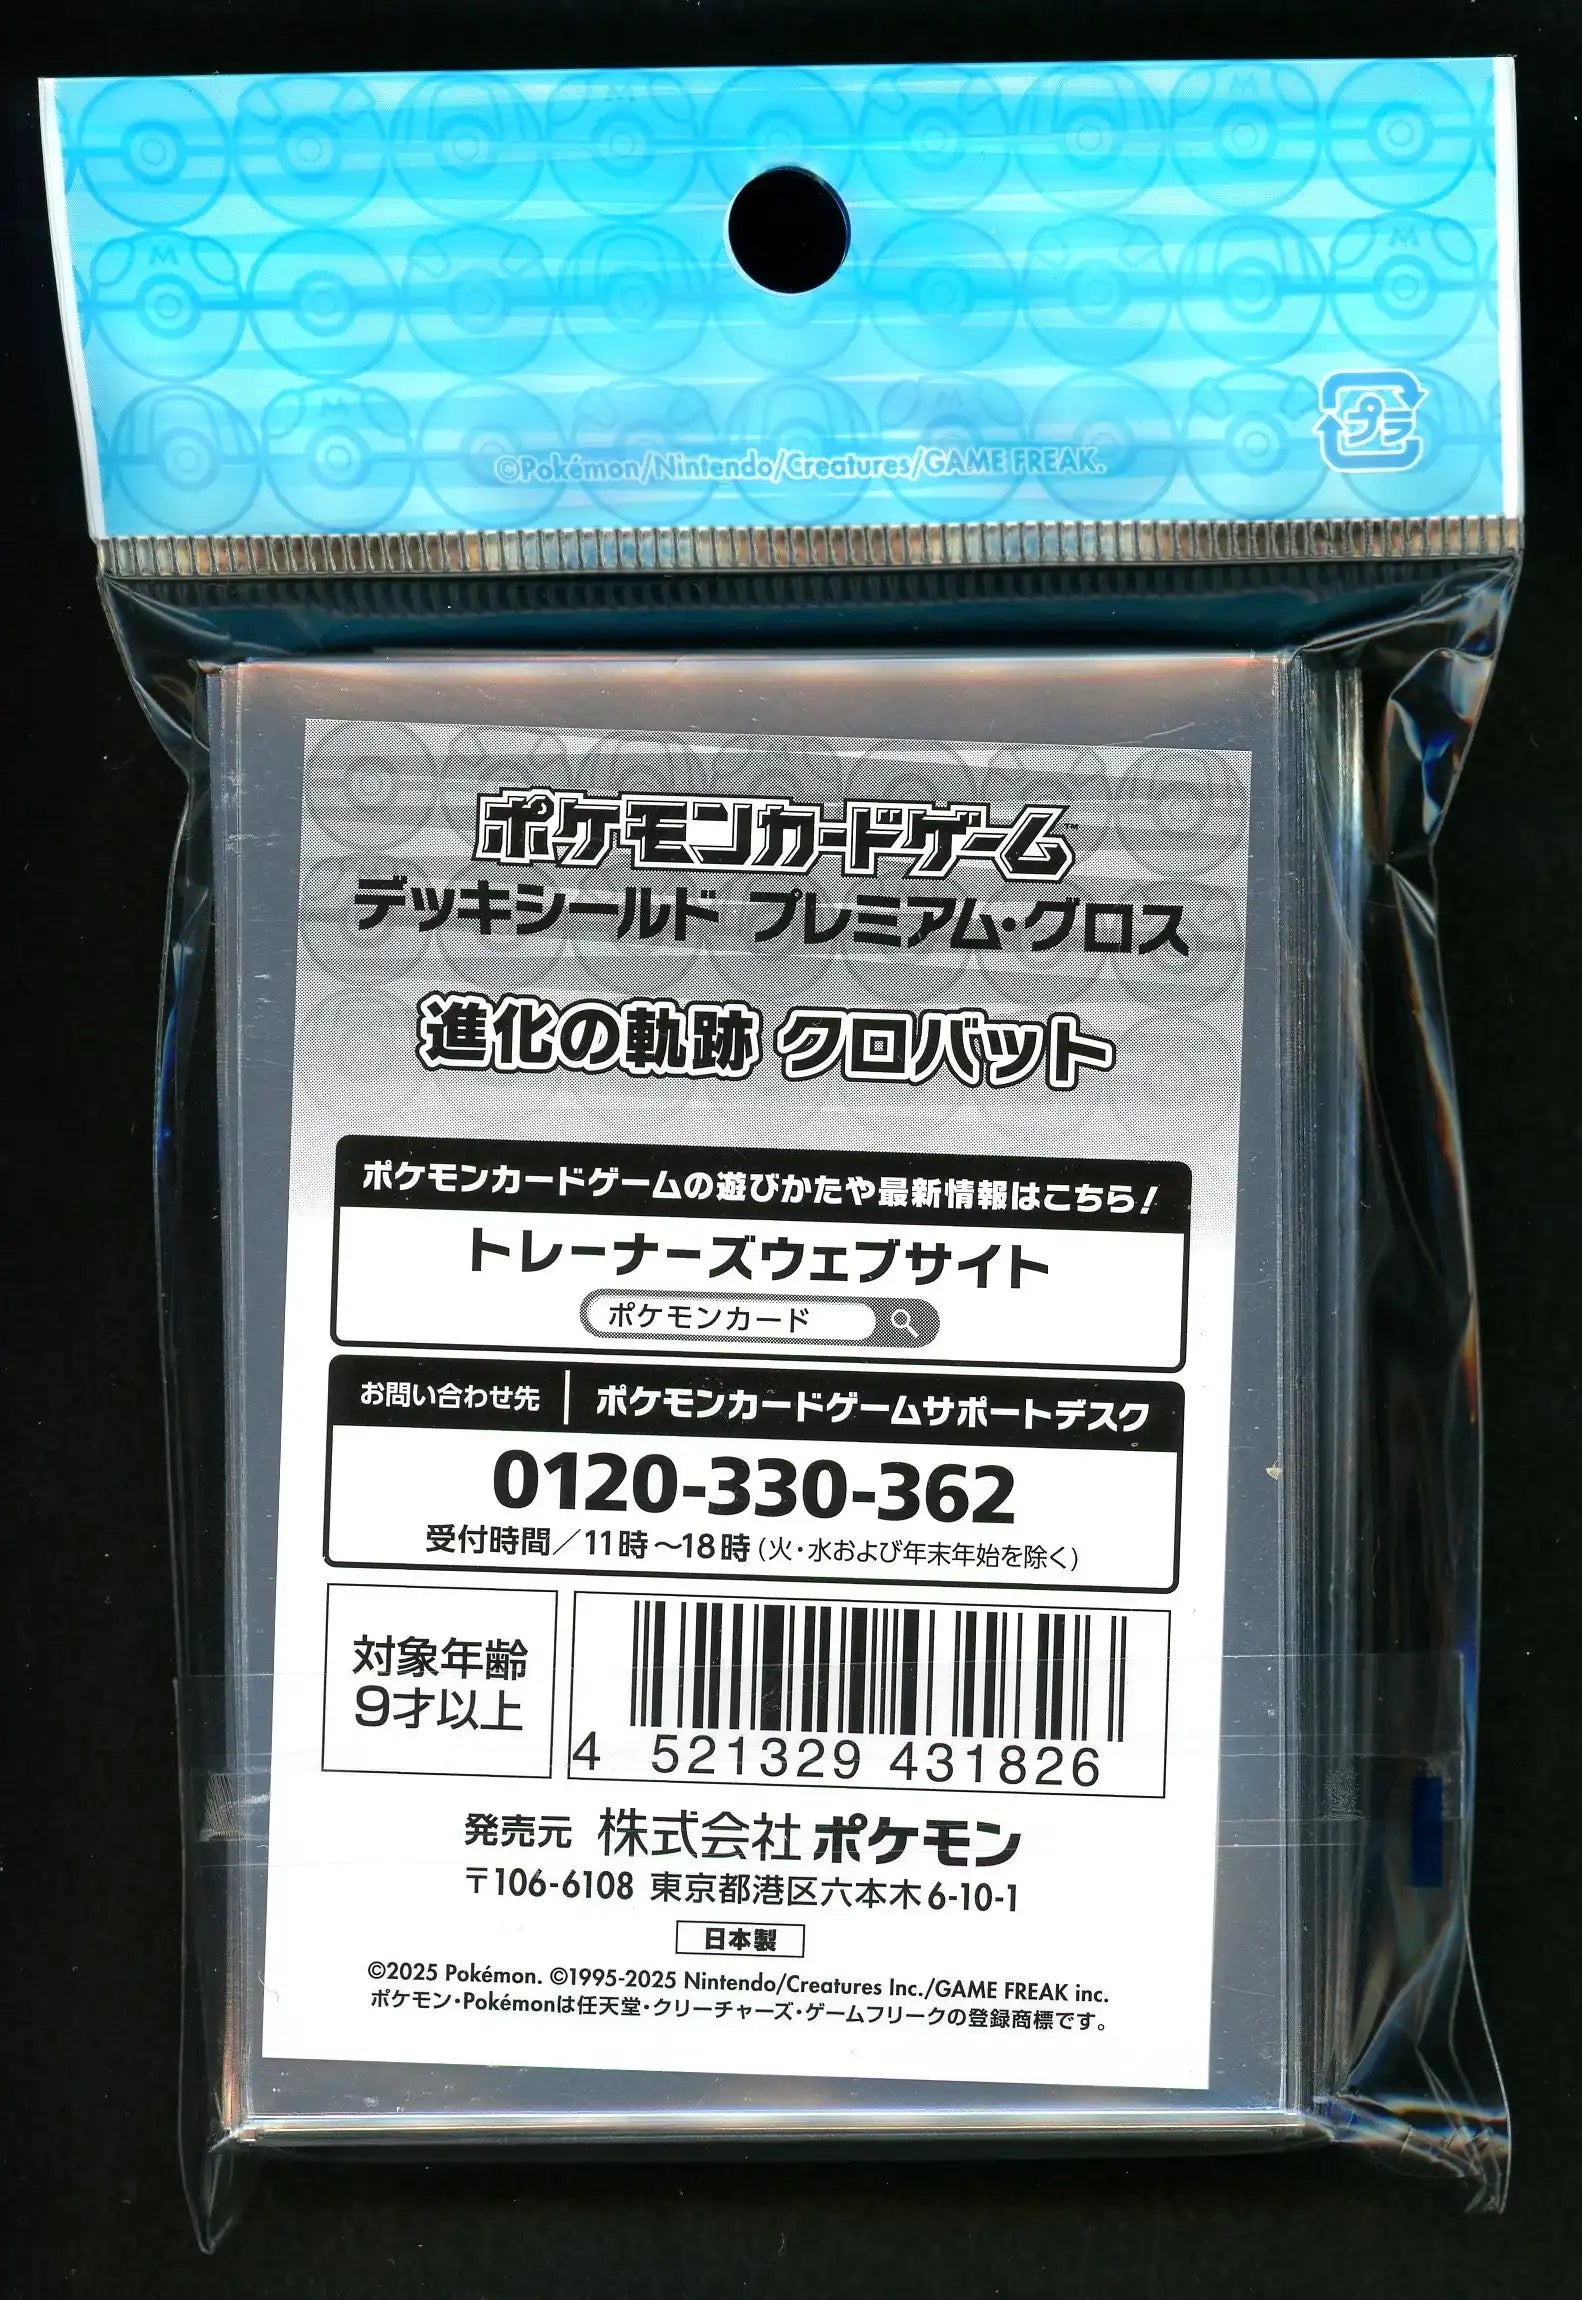 ©Pokémon/Nintendo/Creatures/GAME FREAK.
プラ
ポケモンカードゲーム™
デッキシールド プレミアム・グロス
進化の軌跡 クロバット
ポケモンカードゲームの遊びかたや最新情報はこちら!
トレーナーズウェブサイト
ポケモンカード
お問い合わせ先 ポケモンカードゲームサポートデスク
0120-330-362
受付時間/11時~18時(火・水および年末年始を除く)
対象年齢
9才以上
4 521329 431826
発売元 株式会社ポケモン
〒106-6108 東京都港区六本木6-10-1
日本製
©2025 Pokémon. ©1995-2025 Nintendo/Creatures Inc./GAME FREAK inc.
ポケモン・Pokémonは任天堂・クリーチャーズ・ゲームフリークの登録商標です。